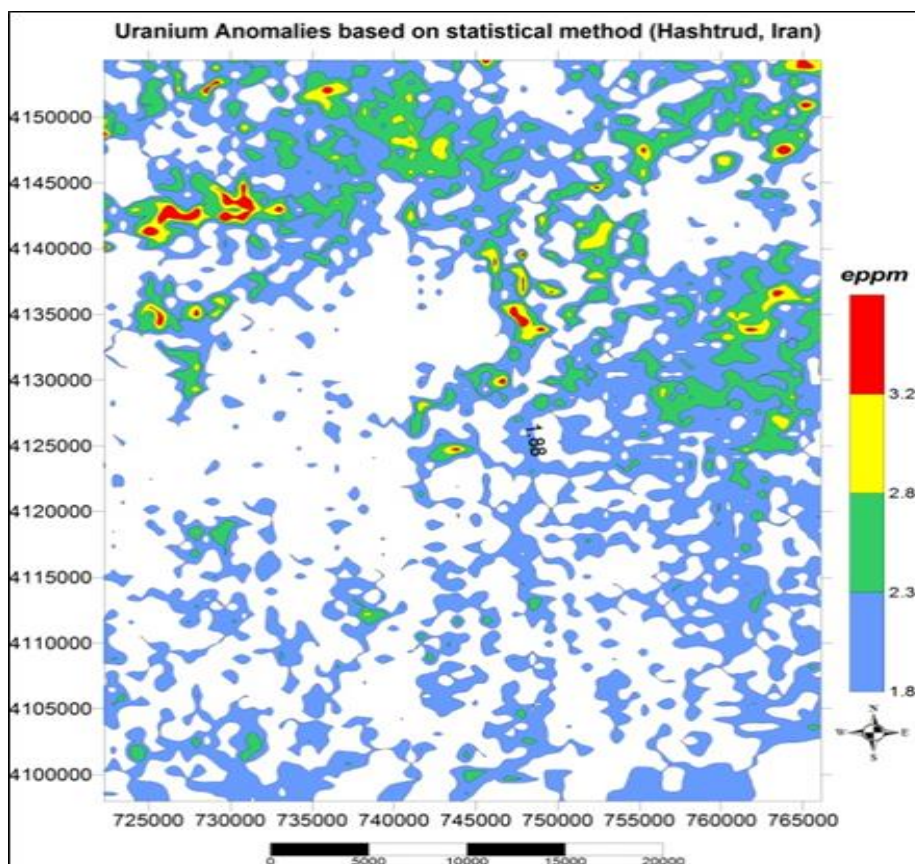 Uranium Anomalies based on statistical method (Hashtrud, Iran)
4150000
4145000
4140000
4135000
4130000
4125000
4120000
4115000
4110000
4105000
4100000
1.88
eppm
3.2
2.8
2.3
1.8
N
W E
S
725000 730000 735000 740000 745000 750000 755000 760000 765000
0 5000 10000 15000 20000